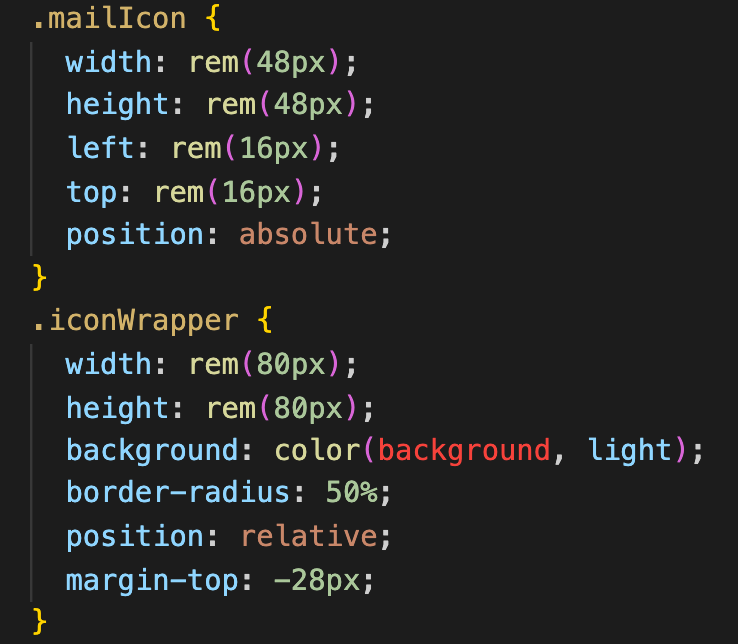 .mailIcon {
  width: rem(48px);
  height: rem(48px);
  left: rem(16px);
  top: rem(16px);
  position: absolute;
}
.iconWrapper {
  width: rem(80px);
  height: rem(80px);
  background: color(background, light);
  border-radius: 50%;
  position: relative;
  margin-top: -28px;
}